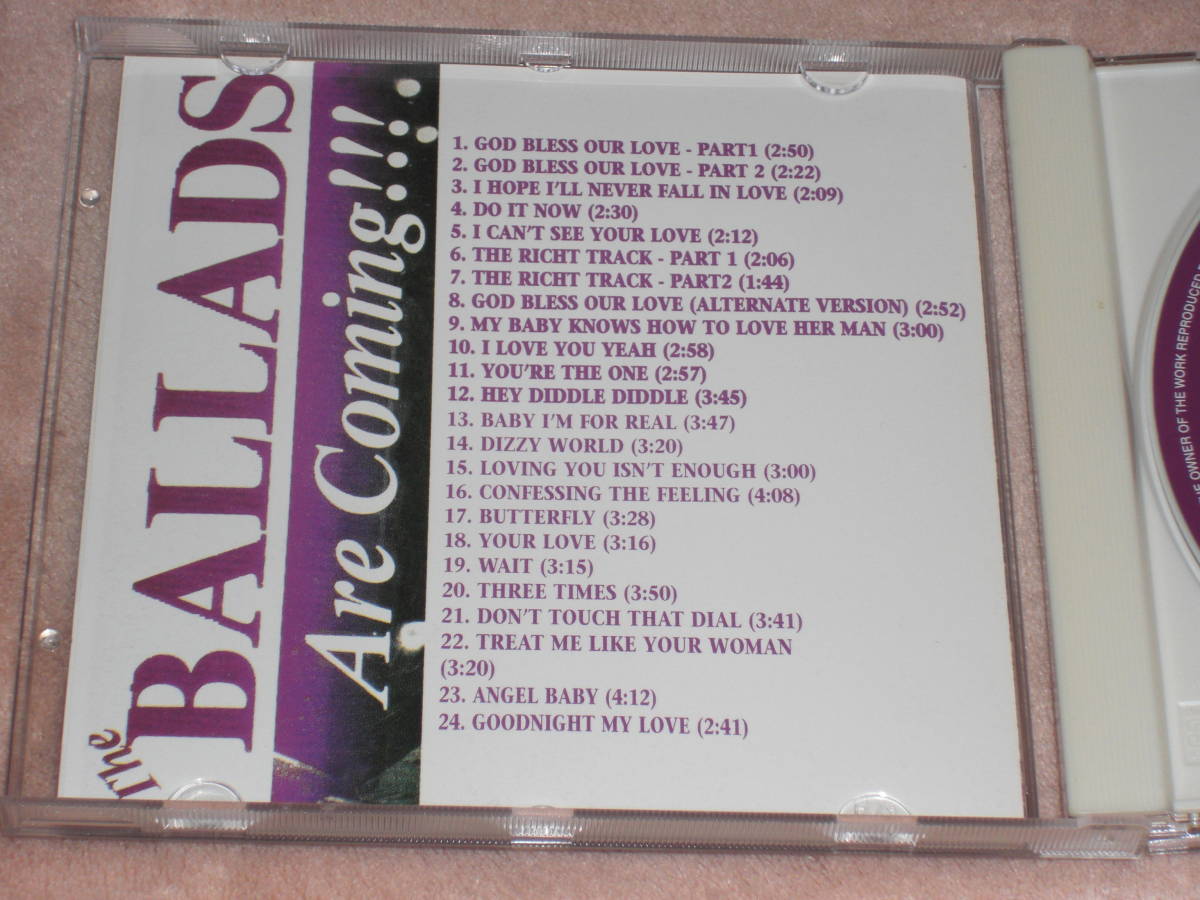 The
BALLADS
Are Coming!!!
1. GOD BLESS OUR LOVE - PART1 (2:50)
2. GOD BLESS OUR LOVE - PART 2 (2:22)
3. I HOPE I'LL NEVER FALL IN LOVE (2:09)
4. DO IT NOW (2:30)
5. I CAN'T SEE YOUR LOVE (2:12)
6. THE RICHT TRACK - PART 1 (2:06)
7. THE RICHT TRACK - PART2 (1:44)
8. GOD BLESS OUR LOVE (ALTERNATE VERSION) (2:52)
9. MY BABY KNOWS HOW TO LOVE HER MAN (3:00)
10. I LOVE YOU YEAH (2:58)
11. YOU'RE THE ONE (2:57)
12. HEY DIDDLE DIDDLE (3:45)
13. BABY I'M FOR REAL (3:47)
14. DIZZY WORLD (3:20)
15. LOVING YOU ISN'T ENOUGH (3:00)
16. CONFESSING THE FEELING (4:08)
17. BUTTERFLY (3:28)
18. YOUR LOVE (3:16)
19. WAIT (3:15)
20. THREE TIMES (3:50)
21. DON'T TOUCH THAT DIAL (3:41)
22. TREAT ME LIKE YOUR WOMAN
(3:20)
23. ANGEL BABY (4:12)
24. GOODNIGHT MY LOVE (2:41)
OWNER OF THE WORK REPRODUCED